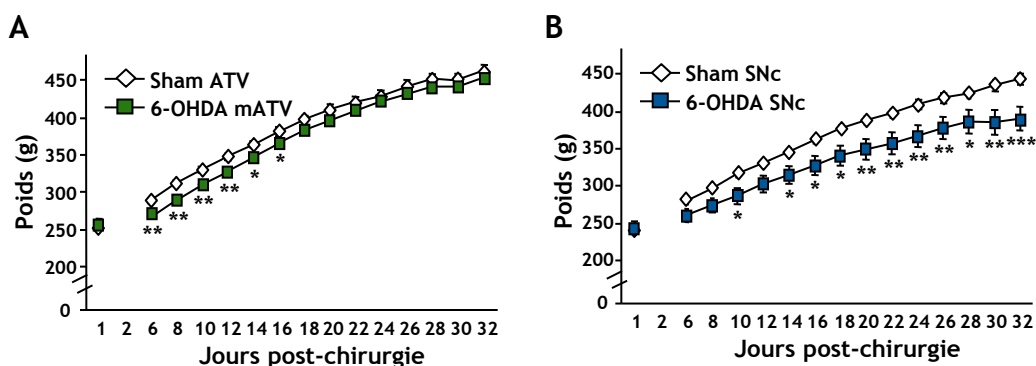 A
Poids (g)
450
400
350
300
250
200
0
Sham ATV
6-OHDA mATV
** ** ** ** * *
1 2 6 8 10 12 14 16 18 20 22 24 26 28 30 32
Jours post-chirurgie
B
Poids (g)
450
400
350
300
250
200
0
Sham SNc
6-OHDA SNc
* * * * ** ** ** ** * ** ***
1 2 6 8 10 12 14 16 18 20 22 24 26 28 30 32
Jours post-chirurgie